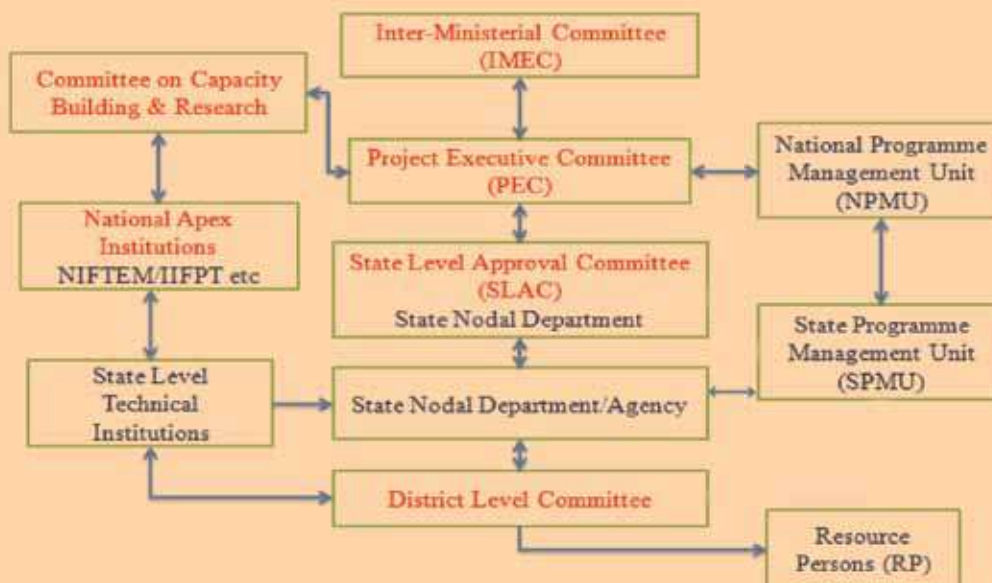 Inter-Ministerial Committee
(IMEC)
Committee on Capacity
Building & Research
Project Executive Committee
(PEC)
National Programme
Management Unit
(NPMU)
National Apex
Institutions
NIFTEM/IIFPT etc
State Level Approval Committee
(SLAC)
State Nodal Department
State Programme
Management Unit
(SPMU)
State Level
Technical
Institutions
State Nodal Department/Agency
District Level Committee
Resource
Persons (RP)